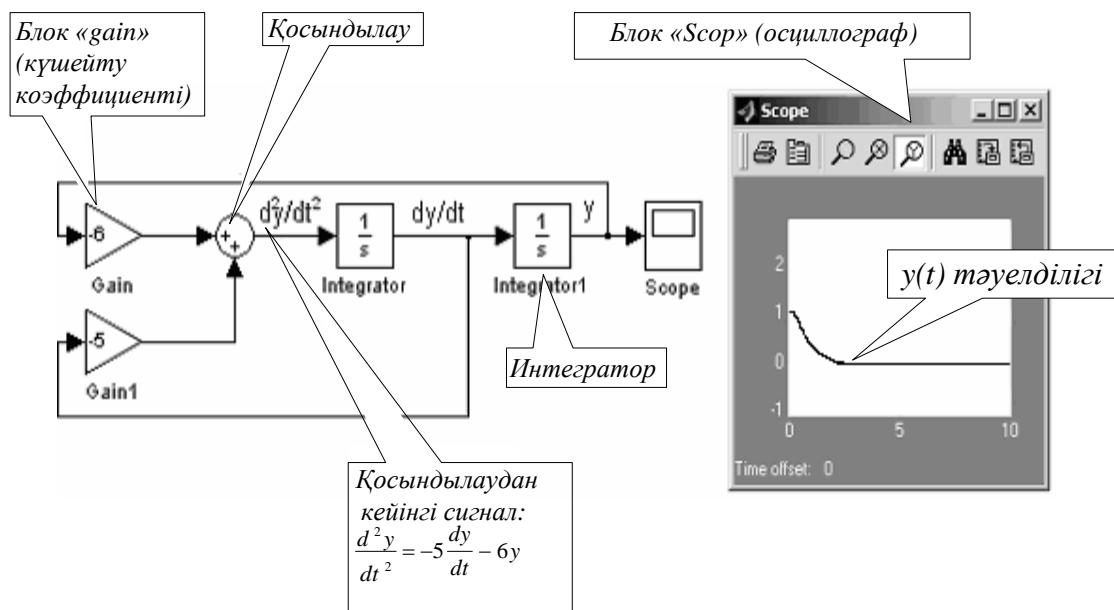 Блок «gain»
(күшейту
коэффициенті)
Қосындылау
Блок «Scop» (осциллограф)
Scope
-6
Gain
+
+
d²y/dt²
1
s
Integrator
dy/dt
1
s
Integrator1
y
Scope
-5
Gain1
Интегратор
2
1
0
-1
0
5
10
Time offset: 0
y(t) тәуелділігі
Қосындылаудан
кейінгі сигнал:
d²y/dt² = −5 dy/dt − 6y